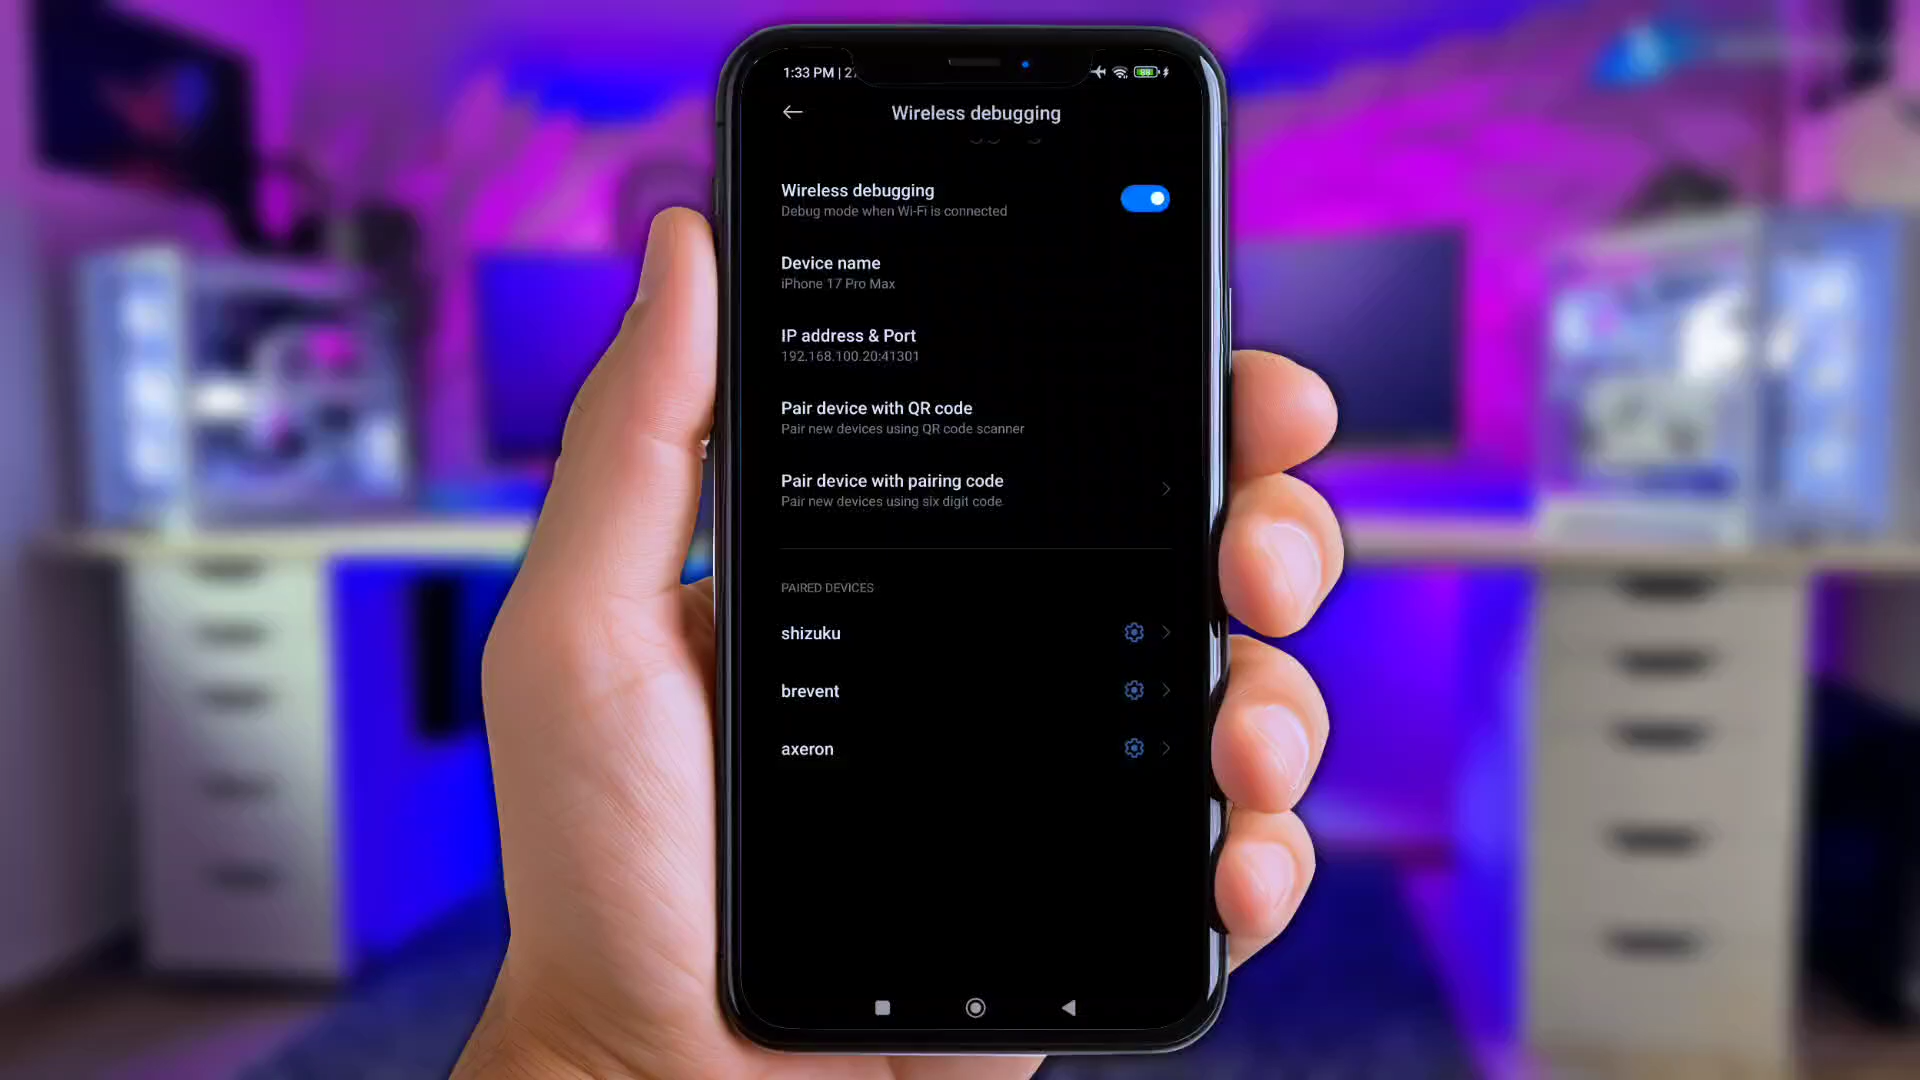 1:33 PM | 27
Wireless debugging
Wireless debugging
Debug mode when Wi-Fi is connected
Device name
iPhone 17 Pro Max
IP address & Port
192.168.100.20:41301
Pair device with QR code
Pair new devices using QR code scanner
Pair device with pairing code
Pair new devices using six digit code
PAIRED DEVICES
shizuku
brevent
axeron